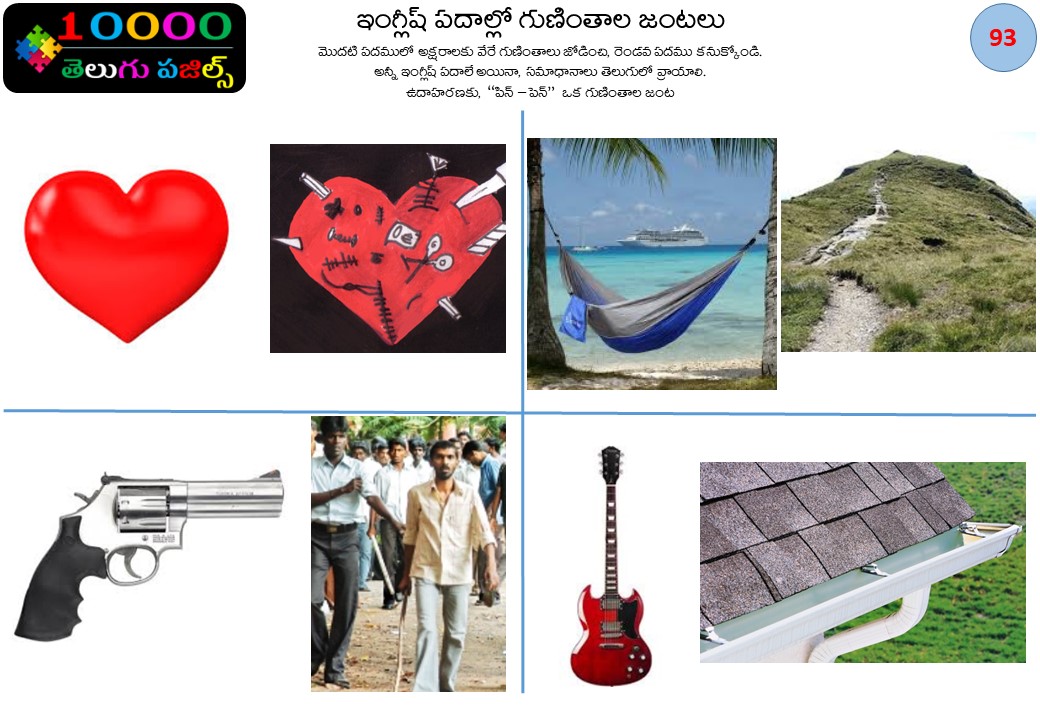 10000
తెలుగు పజిల్స్
ఇంగ్లీష్ పదాల్లో గుణింతాల జంటలు
93
మొదటి పదములో అక్షరాలకు వేరే గుణింతాలు జోడించి, రెండవ పదము కనుక్కోండి.
అన్నీ ఇంగ్లీష్ పదాలే అయినా, సమాధానాలు తెలుగులో వ్రాయాలి.
ఉదాహరణకు, “పిన్ – పెన్” ఒక గుణింతాల జంట